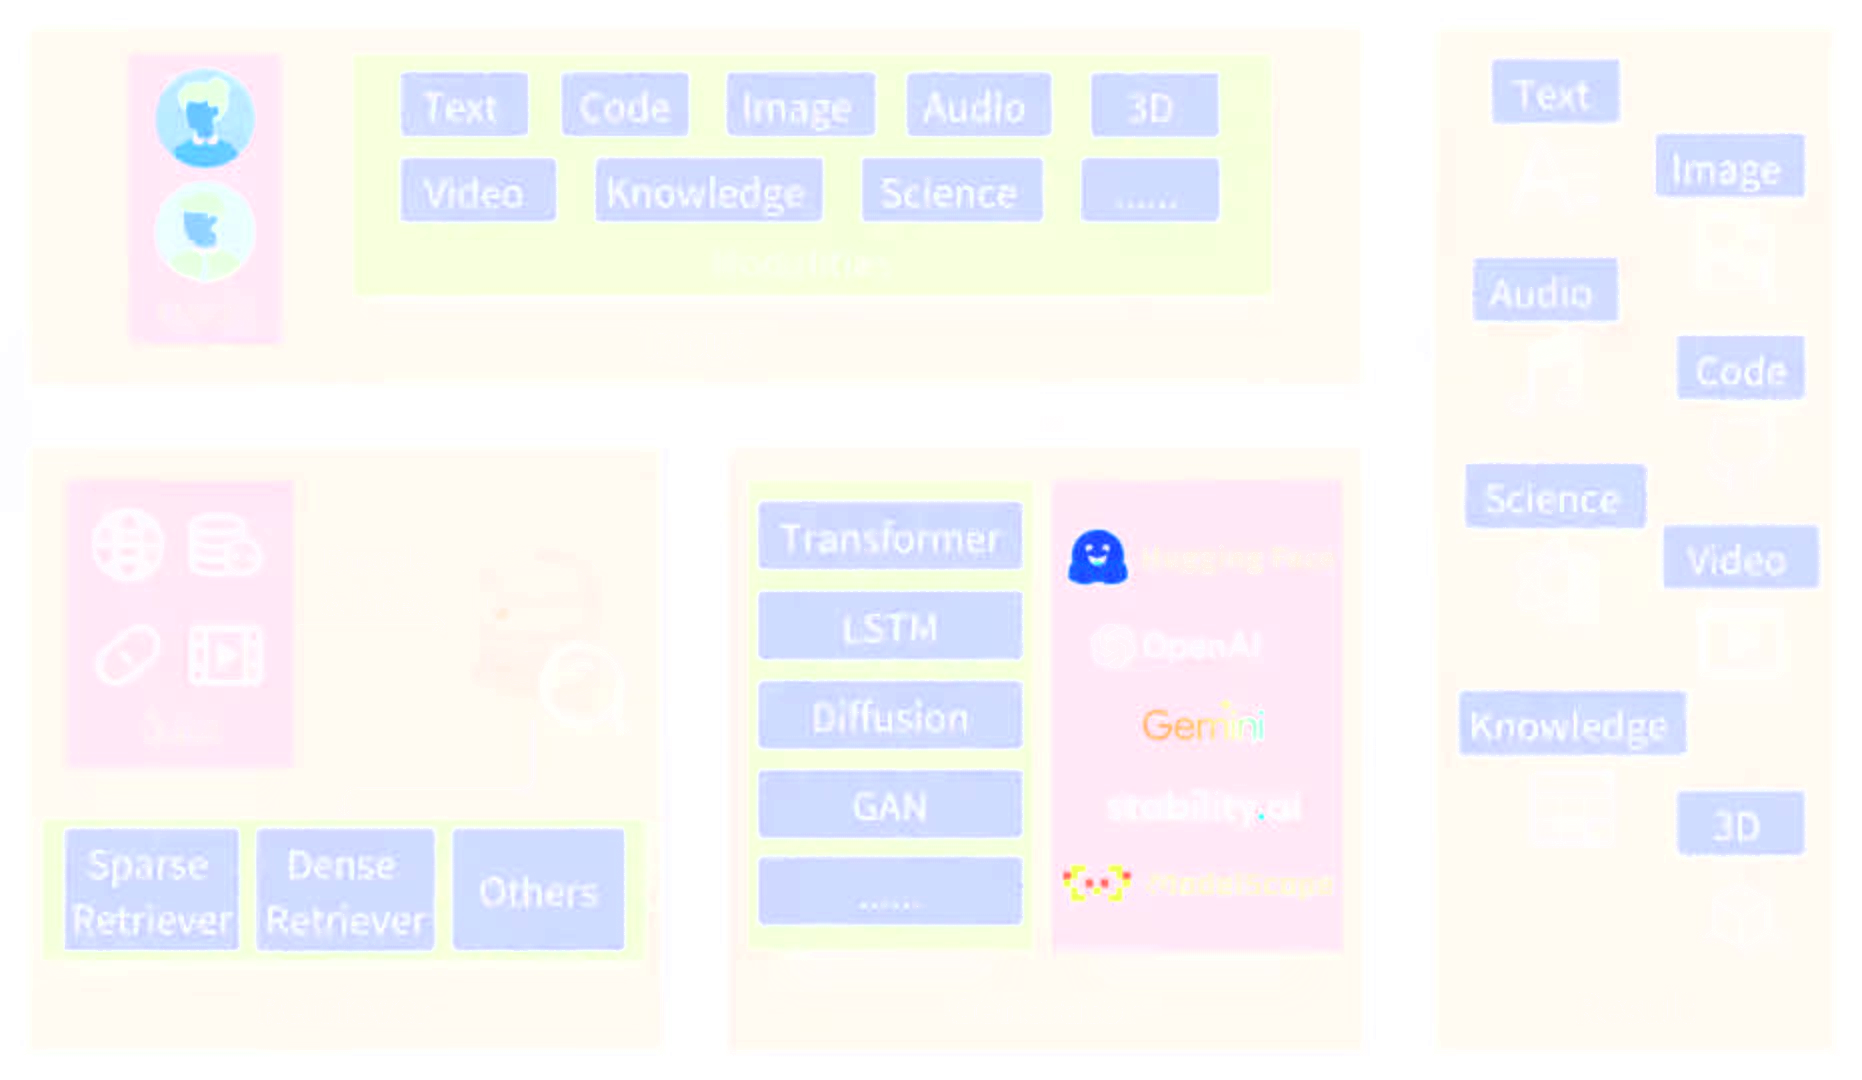 Text Code Image Audio 3D
Video Knowledge Science ......
Modalities
Transformer
LSTM
Diffusion
GAN
......
Hugging Face
OpenAI
Gemini
stability.ai
ModelScope
Sparse
Retriever
Dense
Retriever
Others
Text
Image
Audio
Code
Science
Video
Knowledge
3D